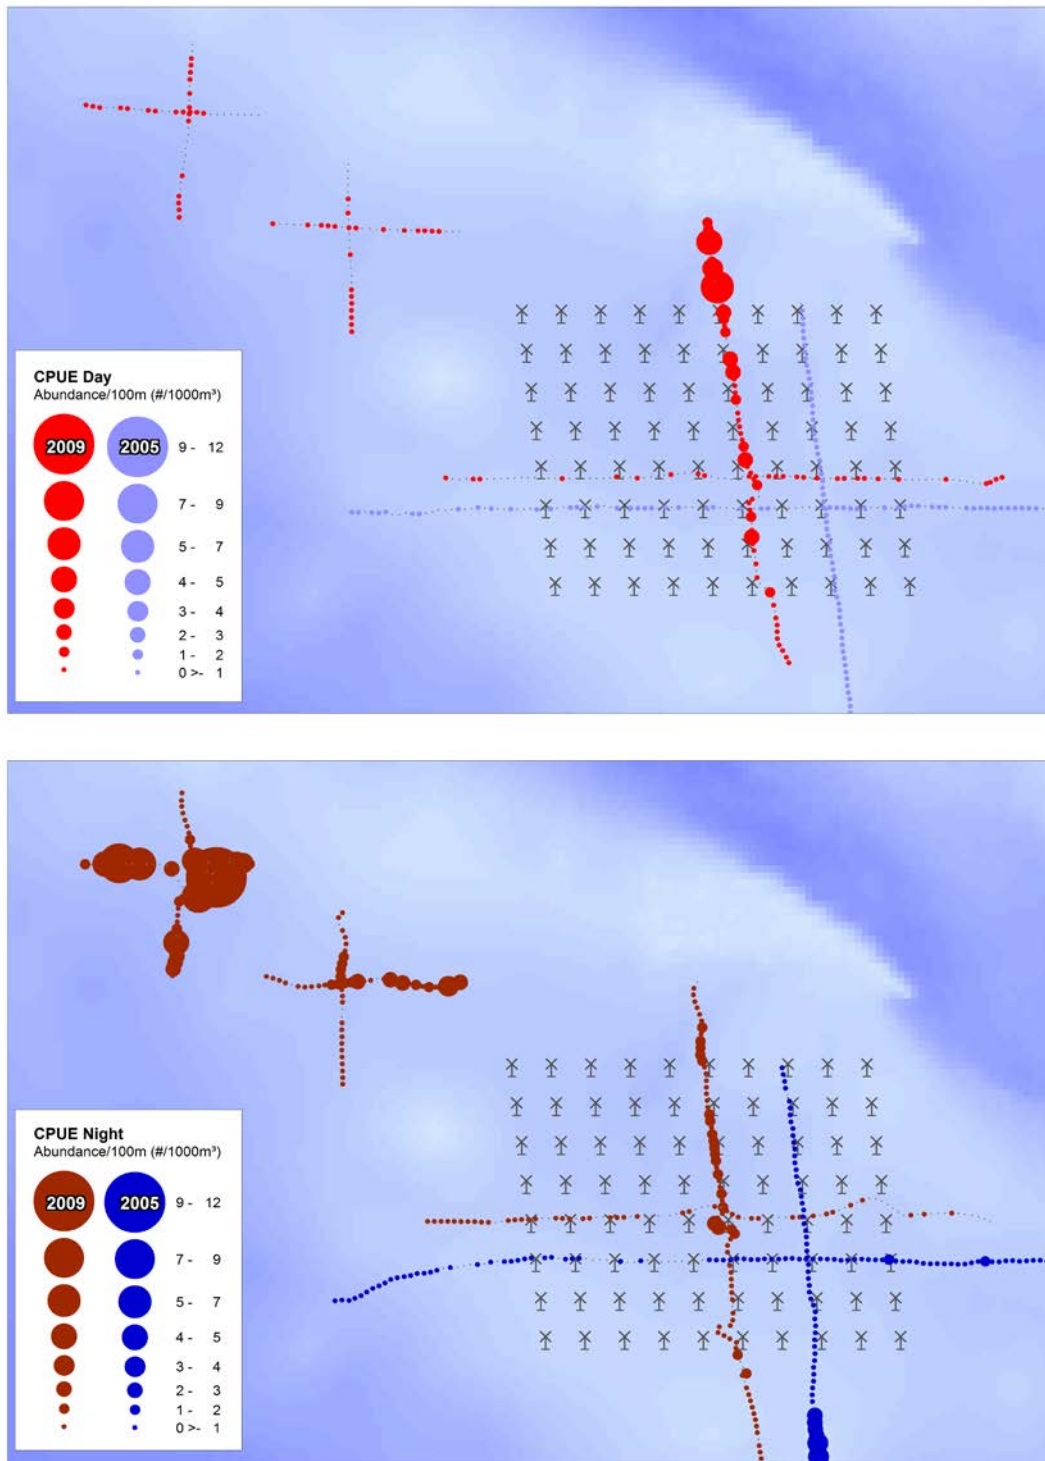 CPUE Day
Abundance/100m (#/1000m³)
2009 2005 9 - 12
7 - 9
5 - 7
4 - 5
3 - 4
2 - 3
1 - 2
0 >- 1
CPUE Night
Abundance/100m (#/1000m³)
2009 2005 9 - 12
7 - 9
5 - 7
4 - 5
3 - 4
2 - 3
1 - 2
0 >- 1